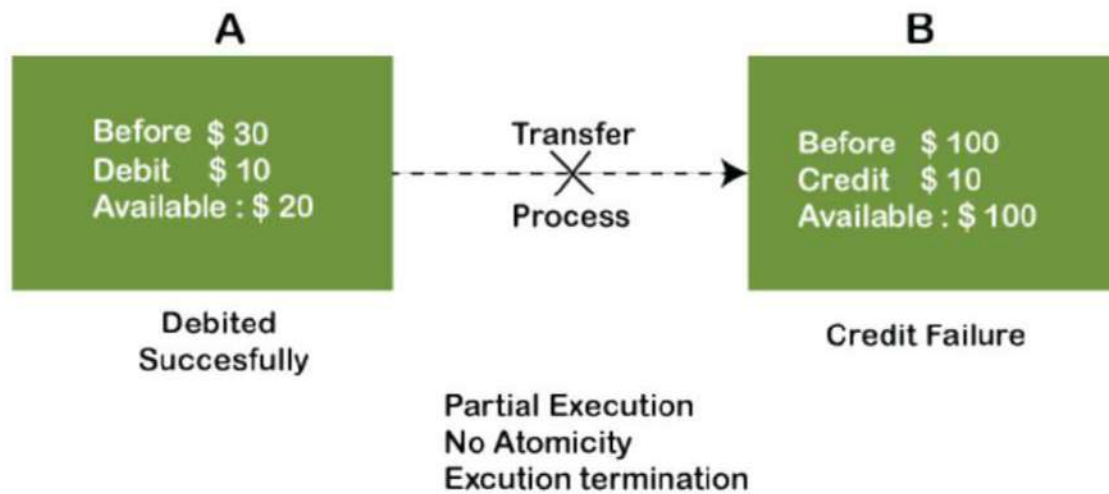 A
Before $ 30
Debit $ 10
Available : $ 20
Debited
Succesfully
Transfer
Process
B
Before $ 100
Credit $ 10
Available : $ 100
Credit Failure
Partial Execution
No Atomicity
Excution termination